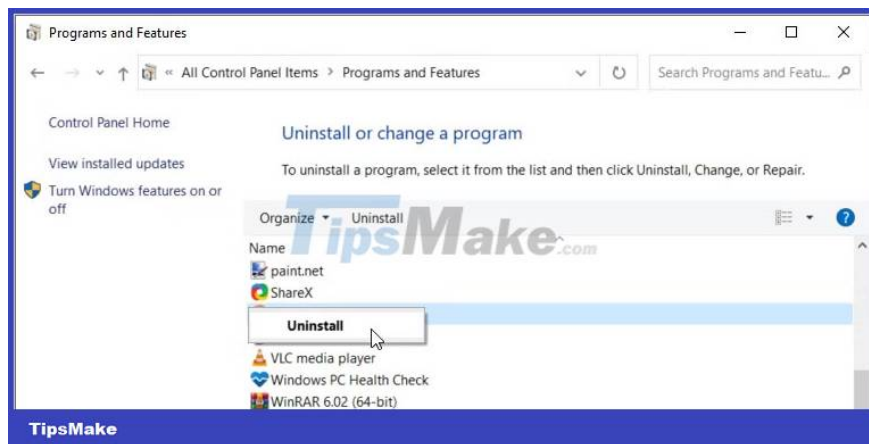 Programs and Features
« All Control Panel Items > Programs and Features
Search Programs and Featu...
Control Panel Home
View installed updates
Turn Windows features on or
off
Uninstall or change a program
To uninstall a program, select it from the list and then click Uninstall, Change, or Repair.
Organize Uninstall
?
TipsMake.com
Name
paint.net
ShareX
Uninstall
VLC media player
Windows PC Health Check
WinRAR 6.02 (64-bit)
TipsMake